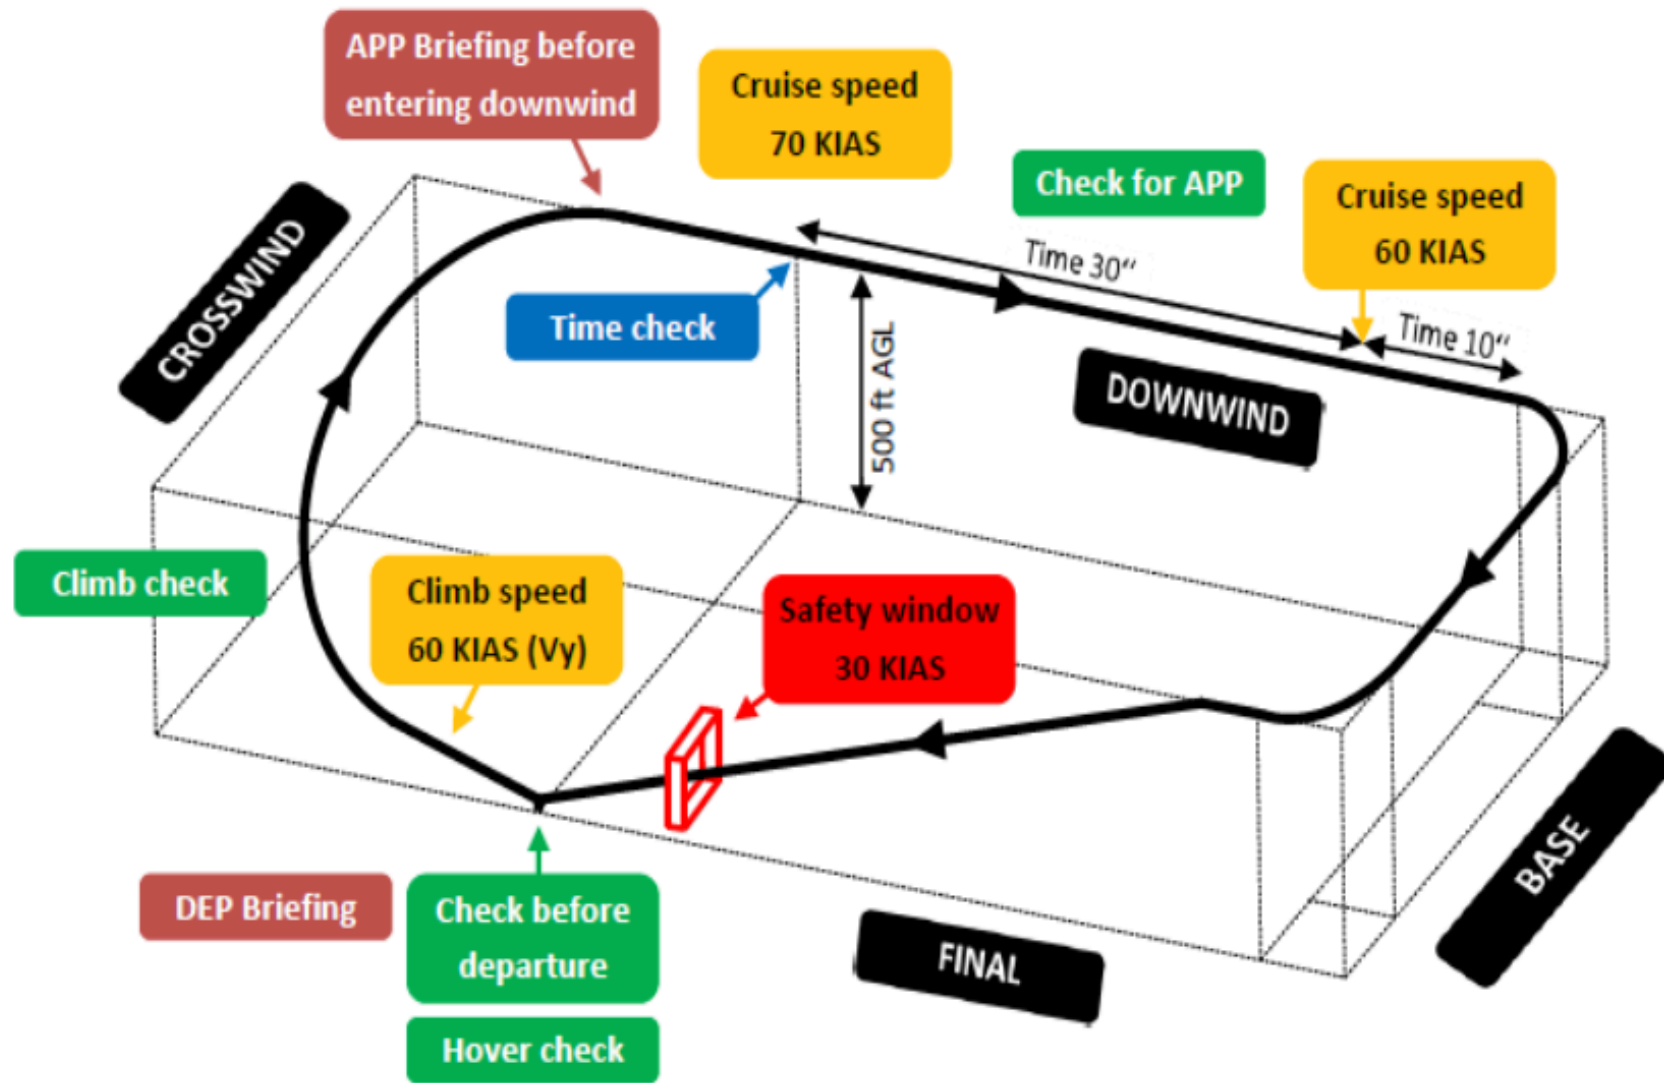 APP Briefing before
entering downwind
Cruise speed
70 KIAS
Check for APP
Cruise speed
60 KIAS
CROSSWIND
Time 30“
Time check
Time 10“
500 ft AGL
DOWNWIND
Climb check
Climb speed
60 KIAS (Vy)
Safety window
30 KIAS
BASE
DEP Briefing
Check before
departure
FINAL
Hover check